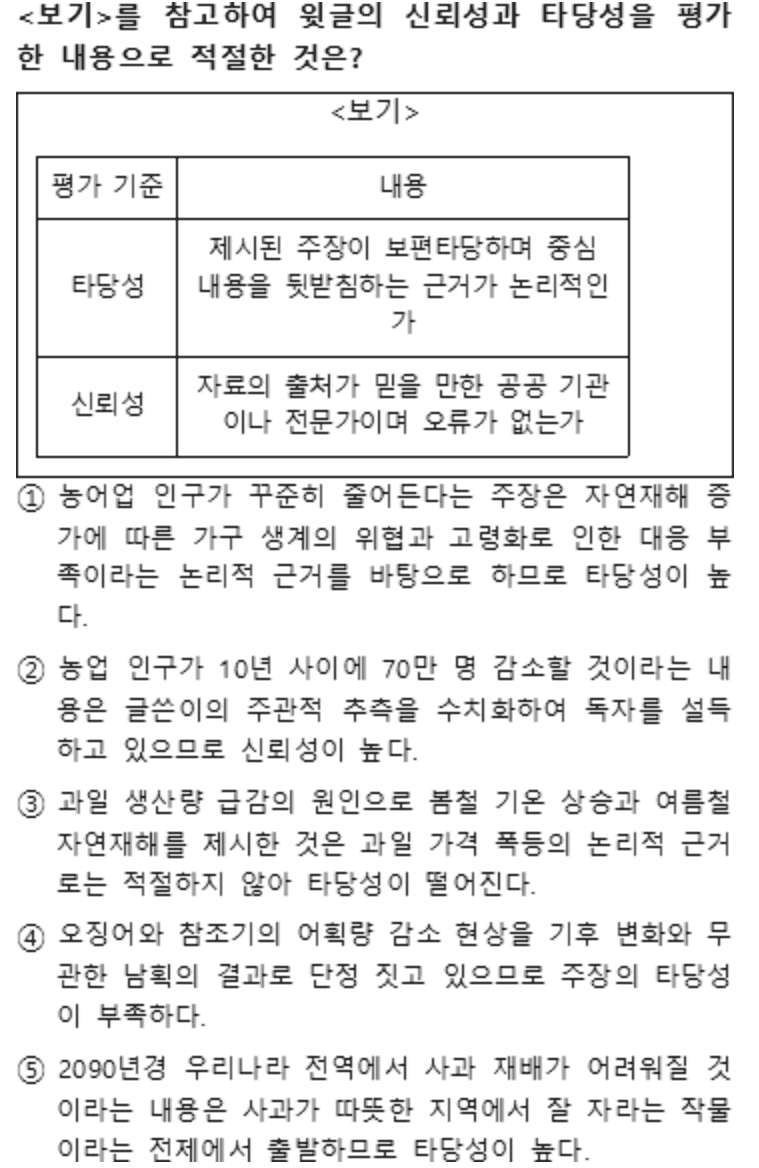 <보기>를 참고하여 윗글의 신뢰성과 타당성을 평가
한 내용으로 적절한 것은?
<보기>
평가 기준 내용
타당성 제시된 주장이 보편타당하며 중심
내용을 뒷받침하는 근거가 논리적인
가
신뢰성 자료의 출처가 믿을 만한 공공 기관
이나 전문가이며 오류가 없는가
① 농어업 인구가 꾸준히 줄어든다는 주장은 자연재해 증
가에 따른 가구 생계의 위협과 고령화로 인한 대응 부
족이라는 논리적 근거를 바탕으로 하므로 타당성이 높
다.
② 농업 인구가 10년 사이에 70만 명 감소할 것이라는 내
용은 글쓴이의 주관적 추측을 수치화하여 독자를 설득
하고 있으므로 신뢰성이 높다.
③ 과일 생산량 급감의 원인으로 봄철 기온 상승과 여름철
자연재해를 제시한 것은 과일 가격 폭등의 논리적 근거
로는 적절하지 않아 타당성이 떨어진다.
④ 오징어와 참조기의 어획량 감소 현상을 기후 변화와 무
관한 남획의 결과로 단정 짓고 있으므로 주장의 타당성
이 부족하다.
⑤ 2090년경 우리나라 전역에서 사과 재배가 어려워질 것
이라는 내용은 사과가 따뜻한 지역에서 잘 자라는 작물
이라는 전제에서 출발하므로 타당성이 높다.